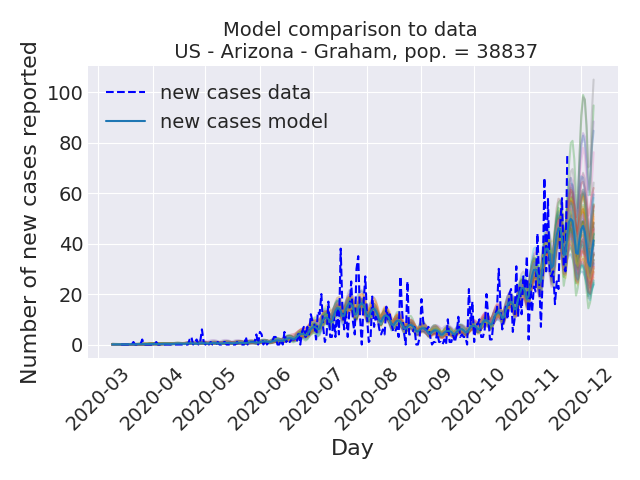 Model comparison to data
US - Arizona - Graham, pop. = 38837
Number of new cases reported
100
80
60
40
20
0
new cases data
new cases model
2020-03
2020-04
2020-05
2020-06
2020-07
2020-08
2020-09
2020-10
2020-11
2020-12
Day